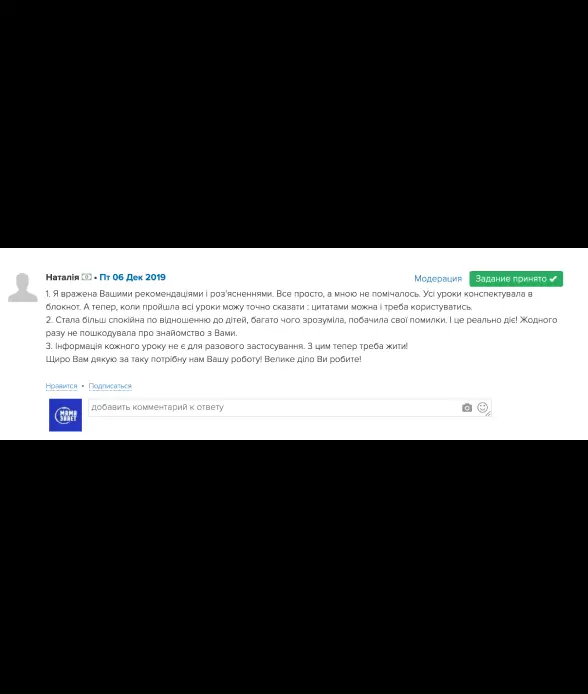 Наталія • Пт 06 Дек 2019
Модерация
Задание принято ✔
1. Я вражена Вашими рекомендаціями і роз'ясненнями. Все просто, а мною не помічалось. Усі уроки конспектувала в
блокнот. А тепер, коли пройшла всі уроки можу точно сказати : цитатами можна і треба користуватись.
2. Стала більш спокійна по відношенню до дітей, багато чого зрозуміла, побачила свої помилки. І це реально діє! Жодного
разу не пошкодувала про знайомство з Вами.
3. Інформація кожного уроку не є для разового застосування. З цим тепер треба жити!
Щиро Вам дякую за таку потрібну нам Вашу роботу! Велике діло Ви робите!
Нравится • Подписаться
МАМА
ЗНАЕТ
добавить комментарий к ответу